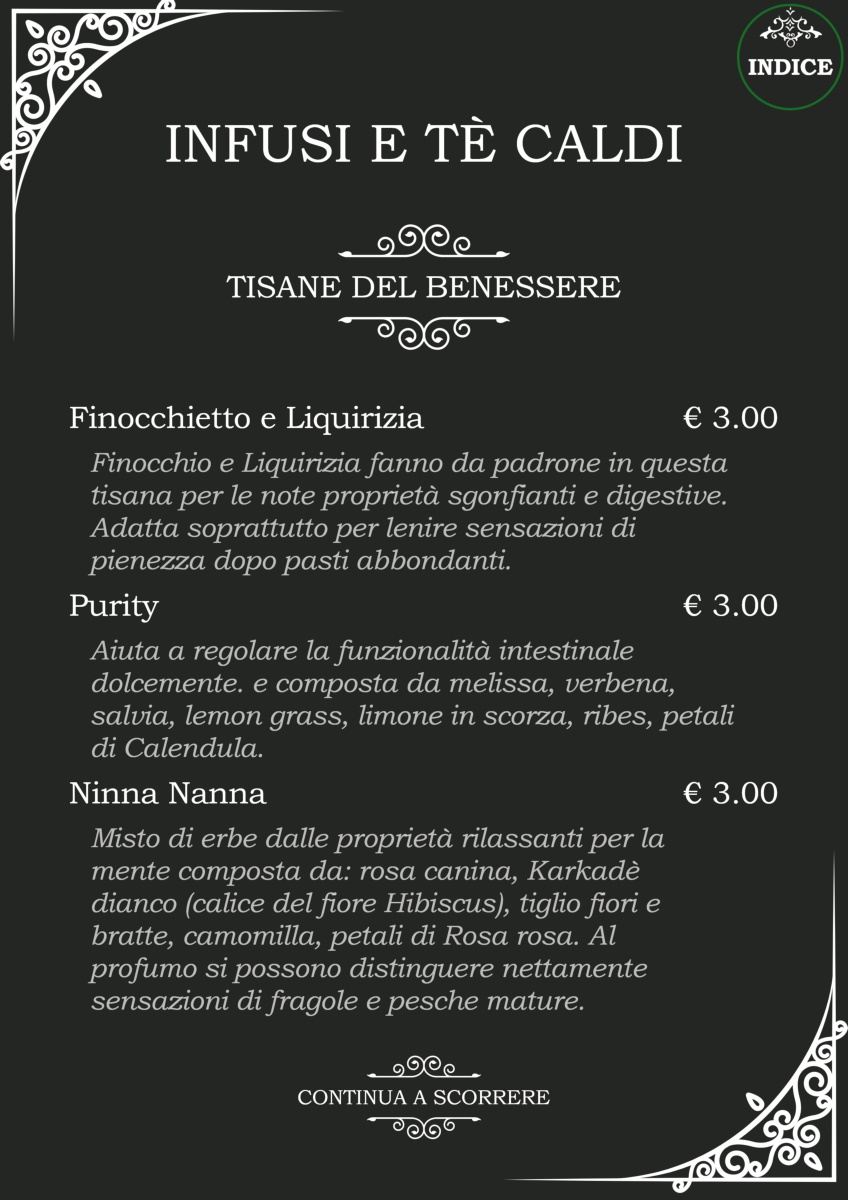 INDICE
INFUSI E TÈ CALDI
TISANE DEL BENESSERE
Finocchietto e Liquirizia € 3.00
Finocchio e Liquirizia fanno da padrone in questa
tisana per le note proprietà sgonfianti e digestive.
Adatta soprattutto per lenire sensazioni di
pienezza dopo pasti abbondanti.
Purity € 3.00
Aiuta a regolare la funzionalità intestinale
dolcemente. e composta da melissa, verbena,
salvia, lemon grass, limone in scorza, ribes, petali
di Calendula.
Ninna Nanna € 3.00
Misto di erbe dalle proprietà rilassanti per la
mente composta da: rosa canina, Karkadè
dianco (calice del fiore Hibiscus), tiglio fiori e
bratte, camomilla, petali di Rosa rosa. Al
profumo si possono distinguere nettamente
sensazioni di fragole e pesche mature.
CONTINUA A SCORRERE